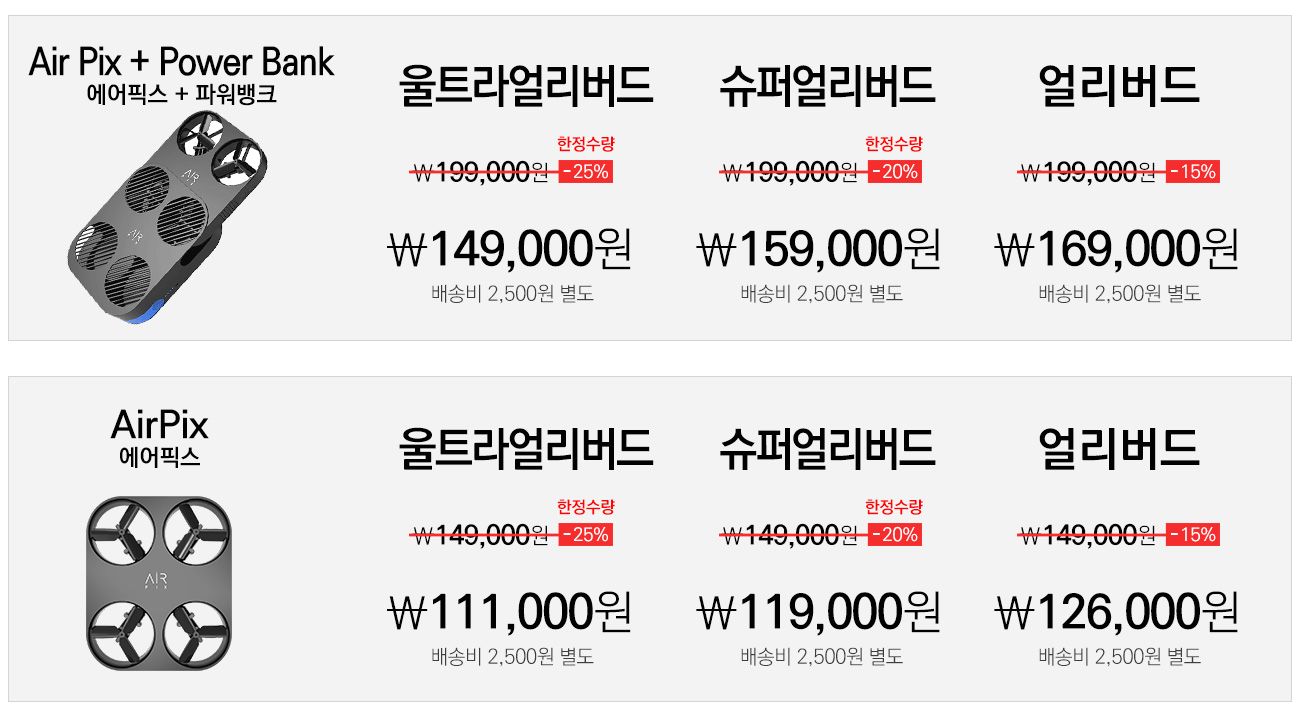 Air Pix + Power Bank
에어픽스 + 파워뱅크
AIR
AIR
울트라얼리버드
한정수량
₩199,000원 -25%
₩149,000원
배송비 2,500원 별도
슈퍼얼리버드
한정수량
₩199,000원 -20%
₩159,000원
배송비 2,500원 별도
얼리버드
₩199,000원 -15%
₩169,000원
배송비 2,500원 별도
AirPix
에어픽스
AIR
PIX
울트라얼리버드
한정수량
₩149,000원 -25%
₩111,000원
배송비 2,500원 별도
슈퍼얼리버드
한정수량
₩149,000원 -20%
₩119,000원
배송비 2,500원 별도
얼리버드
₩149,000원 -15%
₩126,000원
배송비 2,500원 별도